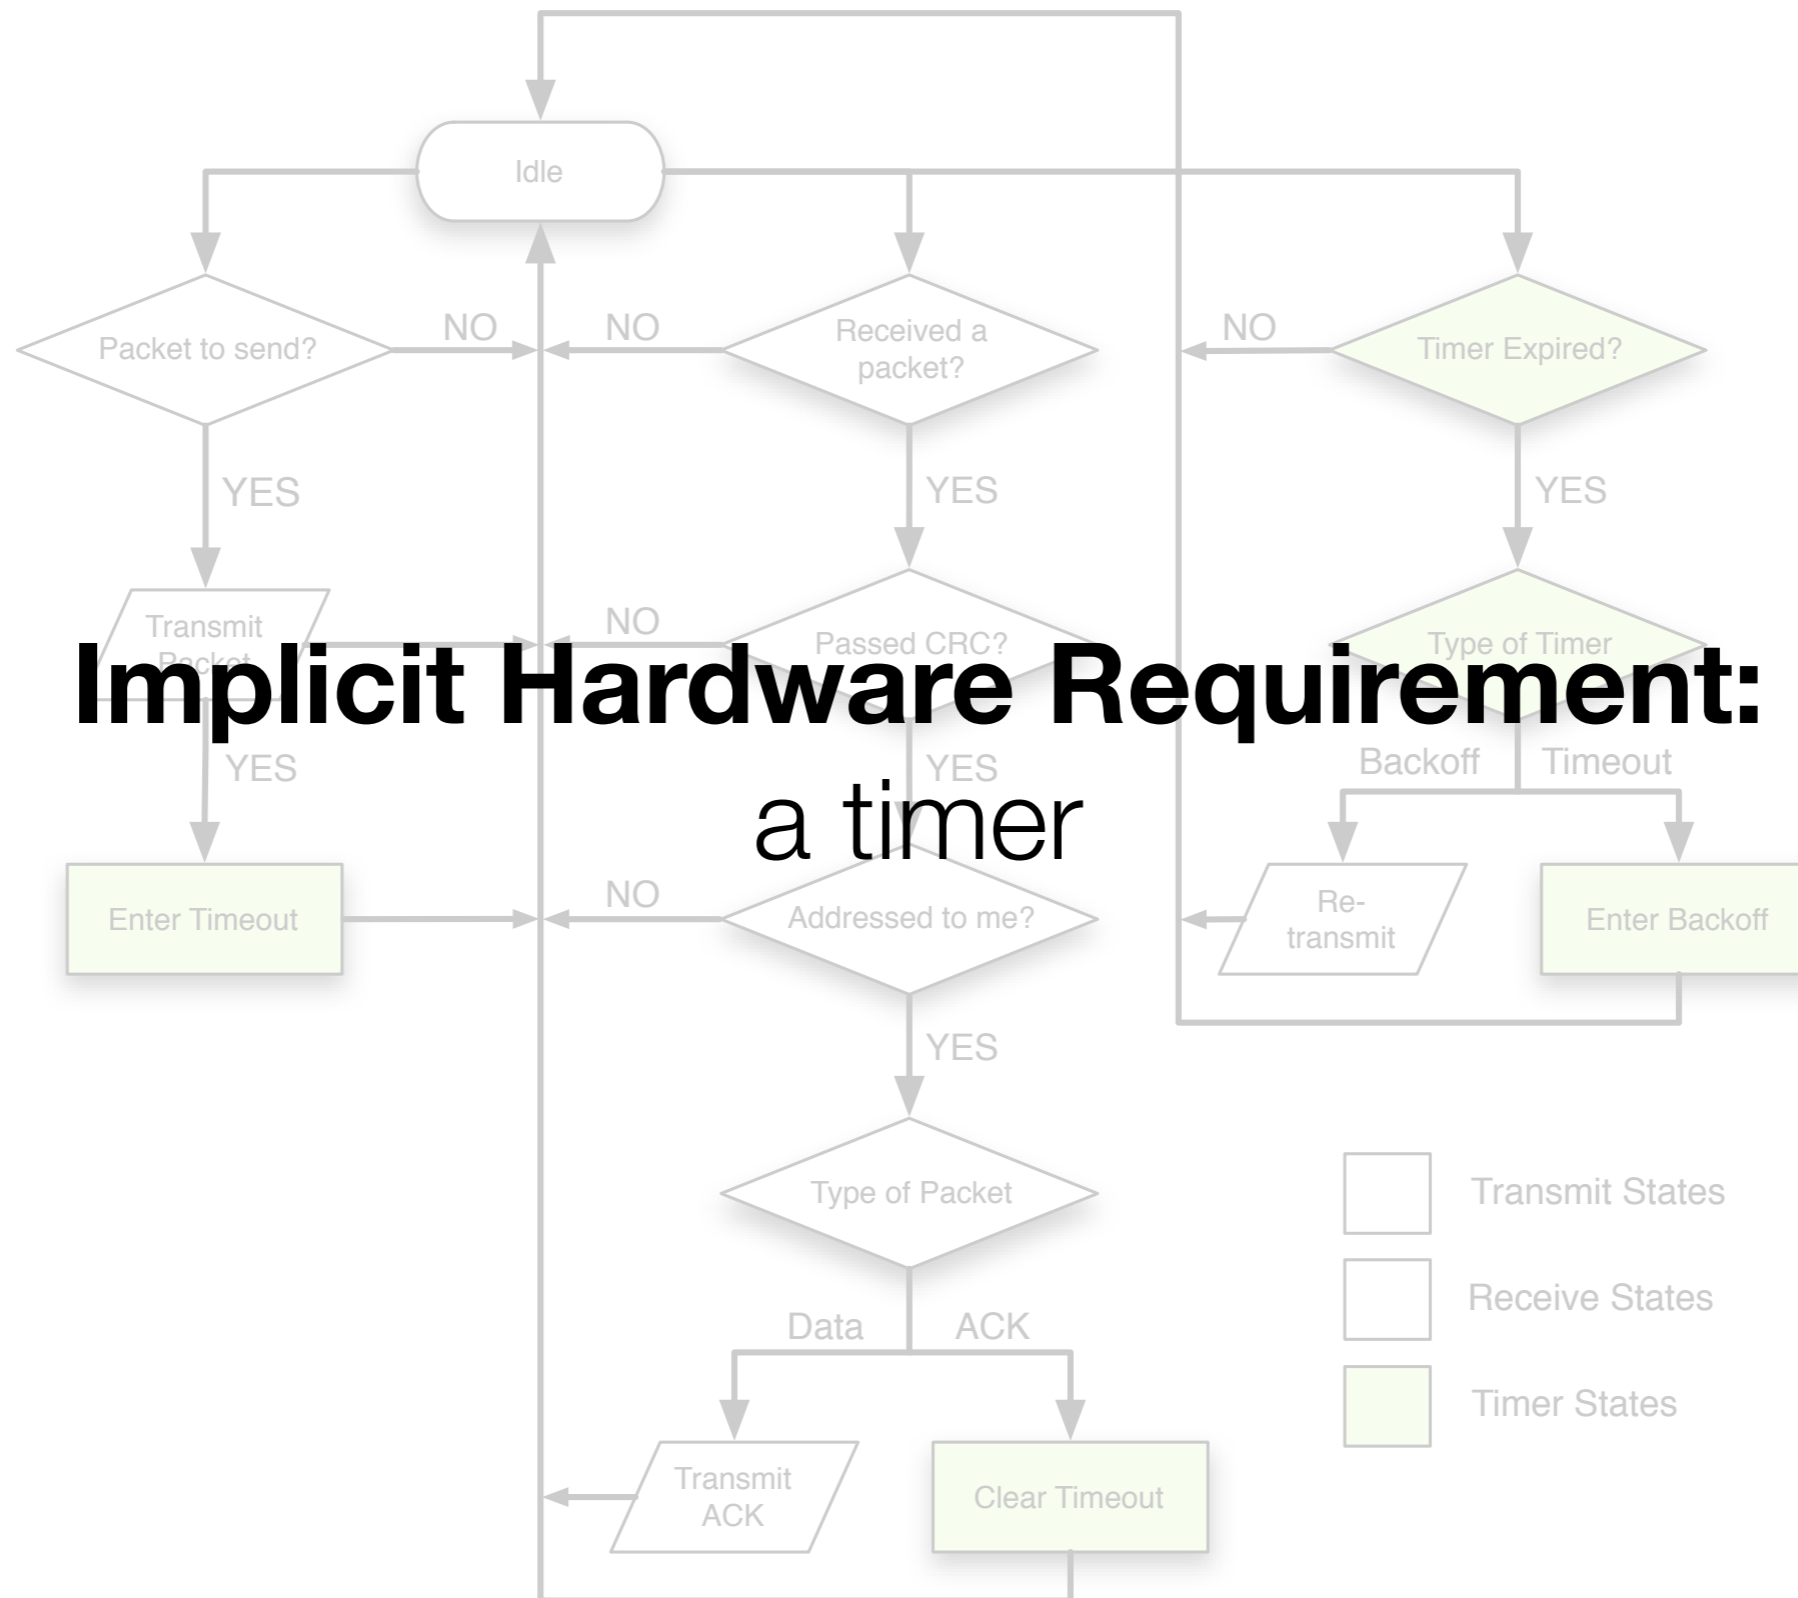 Idle
Packet to send?
NO
NO
Received a
packet?
NO
Timer Expired?
YES
YES
YES
Transmit
Packet
NO
Passed CRC?
Type of Timer
Implicit Hardware Requirement:
a timer
YES
YES
Backoff
Timeout
Enter Timeout
NO
Addressed to me?
Re-
transmit
Enter Backoff
YES
Type of Packet
Transmit States
Receive States
Data
ACK
Timer States
Transmit
ACK
Clear Timeout